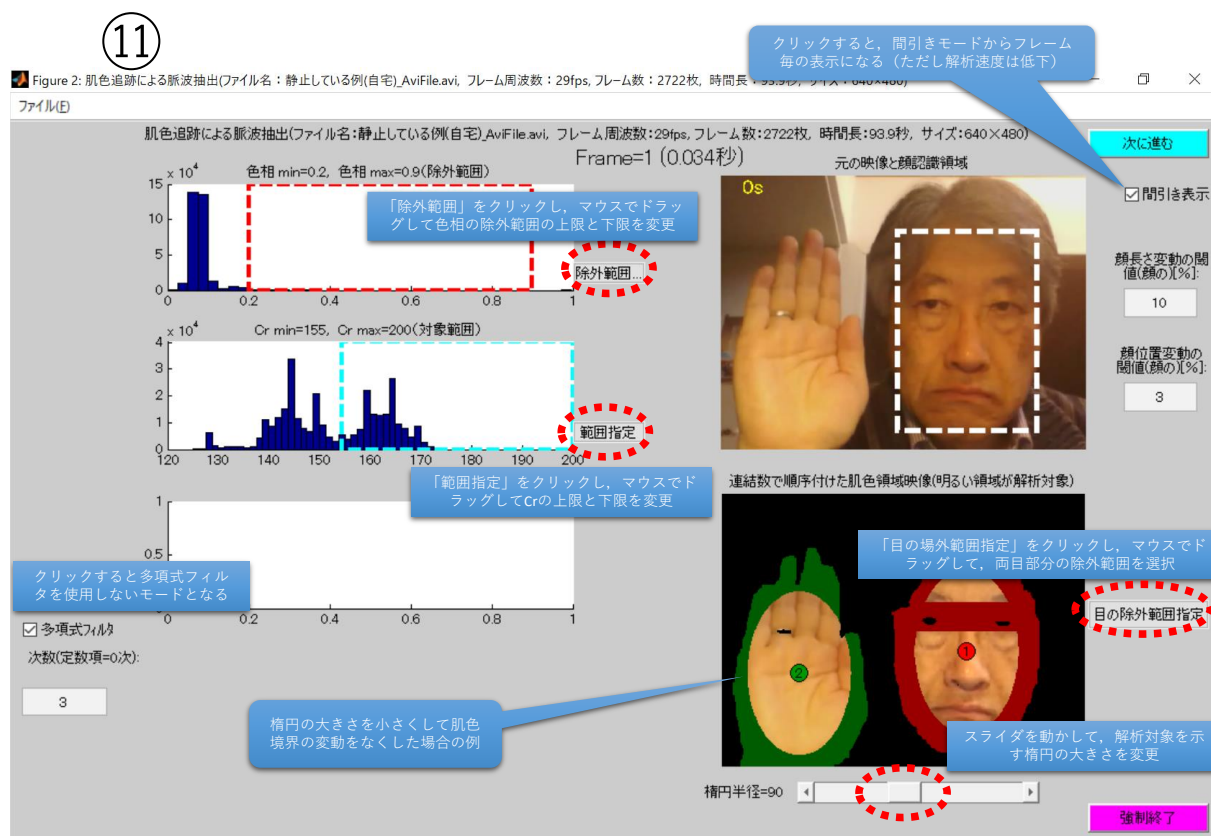 ⑪
クリックすると，間引きモードからフレーム
毎の表示になる（ただし解析速度は低下）
Figure 2: 肌色追跡による脈波抽出(ファイル名：静止している例(自宅)_AviFile.avi, フレーム周波数：29fps, フレーム数：2722枚, 時間長：93.9秒, サイズ：640×480)
ファイル(F)
肌色追跡による脈波抽出(ファイル名:静止している例(自宅)_AviFile.avi, フレーム周波数:29fps, フレーム数:2722枚, 時間長:93.9秒, サイズ:640×480)
次に進む
Frame=1 (0.034秒)
色相 min=0.2, 色相 max=0.9(除外範囲)
× 10⁴
15
10
5
0
0 0.2 0.4 0.6 0.8 1
「除外範囲」をクリックし，マウスでドラッ
グして色相の除外範囲の上限と下限を変更
除外範囲...
元の映像と顔認識領域
0s
☑間引き表示
顔長さ変動の閾
値(顔の)[%]:
10
顔位置変動の
閾値(顔の)[%]:
3
Cr min=155, Cr max=200(対象範囲)
× 10⁴
4
3
2
1
0
120 130 140 150 160 170 180 190 200
範囲指定
「範囲指定」をクリックし，マウスでド
ラッグしてCrの上限と下限を変更
連結数で順序付けた肌色領域映像(明るい領域が解析対象)
1
0.5
0
0 0.2 0.4 0.6 0.8 1
「目の場外範囲指定」をクリックし，マウスでド
ラッグして，両目部分の除外範囲を選択
目の除外範囲指定
クリックすると多項式フィル
タを使用しないモードとなる
☑多項式フィルタ
次数(定数項=0次):
3
1
2
楕円の大きさを小さくして肌色
境界の変動をなくした場合の例
スライダを動かして，解析対象を示
す楕円の大きさを変更
楕円半径=90
強制終了